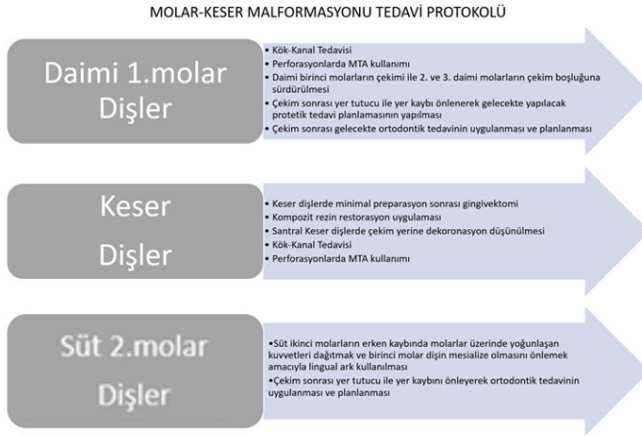 MOLAR-KESER MALFORMASYONU TEDAVİ PROTOKOLÜ
Daimi 1.molar
Dişler
• Kök-Kanal Tedavisi
• Perforasyonlarda MTA kullanımı
• Daimi birinci molarların çekimi ile 2. ve 3. daimi molarların çekim boşluğuna
sürdürülmesi
• Çekim sonrası yer tutucu ile yer kaybı önlenerek gelecekte yapılacak
protetik tedavi planlamasının yapılması
• Çekim sonrası gelecekte ortodontik tedavinin uygulanması ve planlanması
Keser
Dişler
• Keser dişlerde minimal preparasyon sonrası gingivektomi
• Kompozit rezin restorasyon uygulaması
• Santral Keser dişlerde çekim yerine dekoronasyon düşünülmesi
• Kök-Kanal Tedavisi
• Perforasyonlarda MTA kullanımı
Süt 2.molar
Dişler
•Süt ikinci molarların erken kaybında molarlar üzerinde yoğunlaşan
kuvvetleri dağıtmak ve birinci molar dişin mesialize olmasını önlemek
amacıyla lingual ark kullanılması
•Çekim sonrası yer tutucu ile yer kaybını önleyerek ortodontik tedavinin
uygulanması ve planlanması